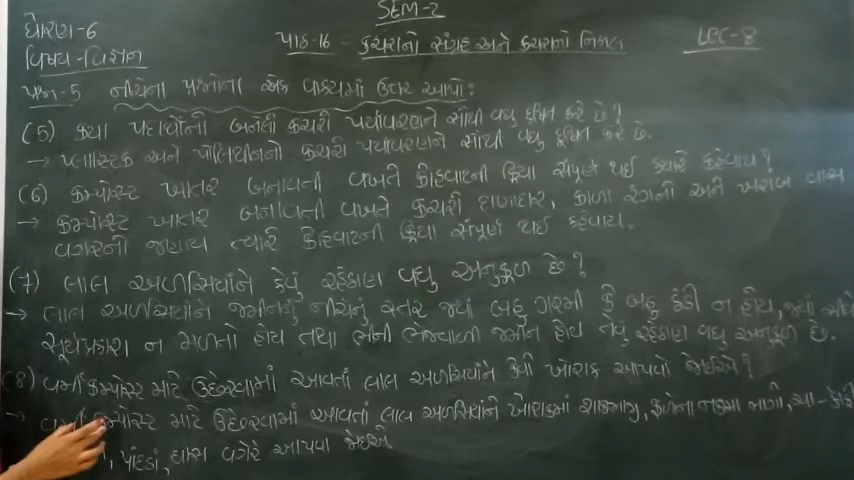 SEM-2
ધોરણ-6
પાઠ-16 - કચરાનો સંગ્રહ અને કચરાનો નિકાલ
LEC-8
વિષય-વિજ્ઞાન
પ્રશ્ન-5 નીચેના પ્રશ્નોના એક વાક્યમાં ઉત્તર આપો:
(5) કયા પદાર્થોની બનેલી કચરો પર્યાવરણને સૌથી વધુ દૂષિત કરે છે?
→ પ્લાસ્ટિક અને પોલિથીનનો કચરો પર્યાવરણને સૌથી વધુ દૂષિત કરે છે.
(6) કમ્પોસ્ટ ખાતર બનાવતી વખતે કોહવાટની ક્રિયા સંપૂર્ણ થઈ ક્યારે કહેવાય?
→ કમ્પોસ્ટ ખાતર બનાવતી વખતે કચરો દાણાદાર, કાળા રંગની અને ખરાબ વાસ
વગરની જણાય ત્યારે કોહવાટની ક્રિયા સંપૂર્ણ થઈ કહેવાય.
(7) લાલ અળસિયાંને કેવું રહેઠાણ વધુ અનુકૂળ છે?
→ લાલ અળસિયાંને જમીનનું નીચેનું સ્તર જ્યાં બહુ ગરમી કે બહુ ઠંડી ન હોય, જ્યાં સીધો
સૂર્યપ્રકાશ ન મળતો હોય તથા ભીની ભેજવાળી જમીન હોય તેવું રહેઠાણ વધુ અનુકૂળ છે.
(8) વર્મીકમ્પોસ્ટ માટે ઉછેરવામાં આવતાં લાલ અળસિયાંને કેવો ખોરાક આપવો જોઈએ?
→ કમ્પોસ્ટ માટે ઉછેરવામાં આવતાં લાલ અળસિયાંને ખોરાકમાં શાકભાજી, ફળોના નકામા ભાગો, ચા-કોફી
, પાંદડાં, ઘાસ વગેરે આપવા જોઈએ